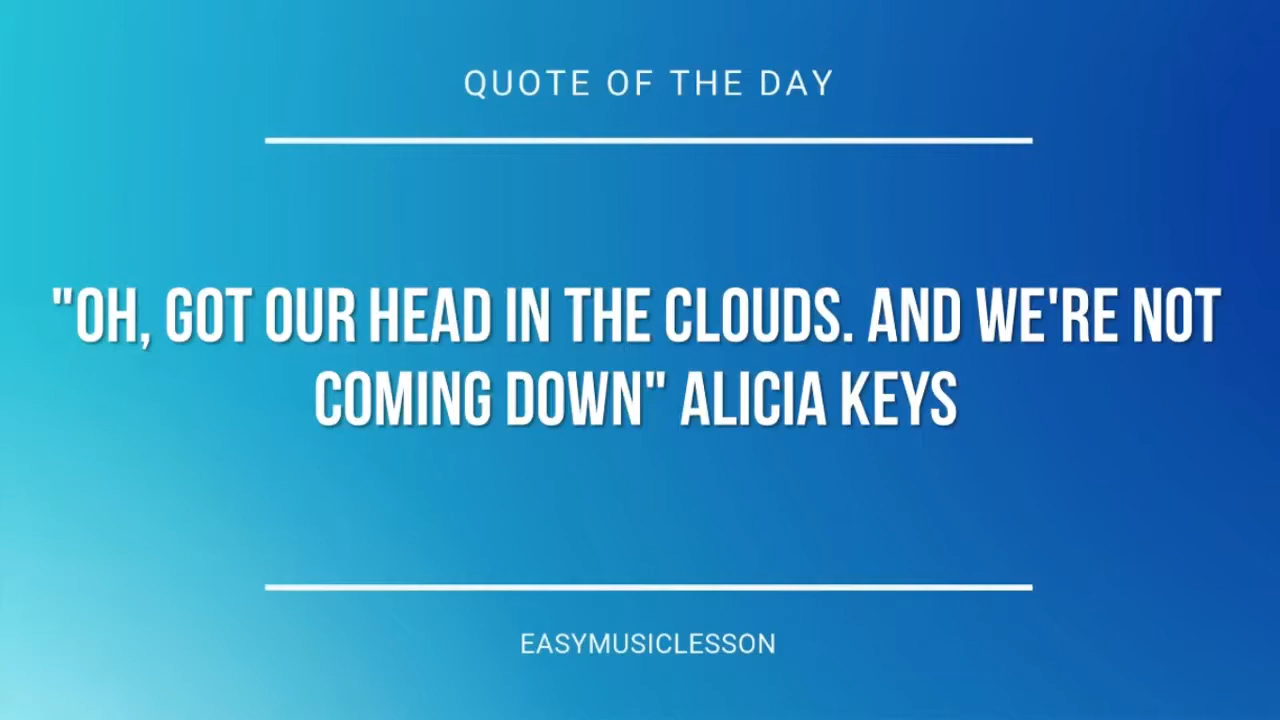 QUOTE OF THE DAY
"OH, GOT OUR HEAD IN THE CLOUDS. AND WE'RE NOT
COMING DOWN" ALICIA KEYS
EASYMUSICLESSON